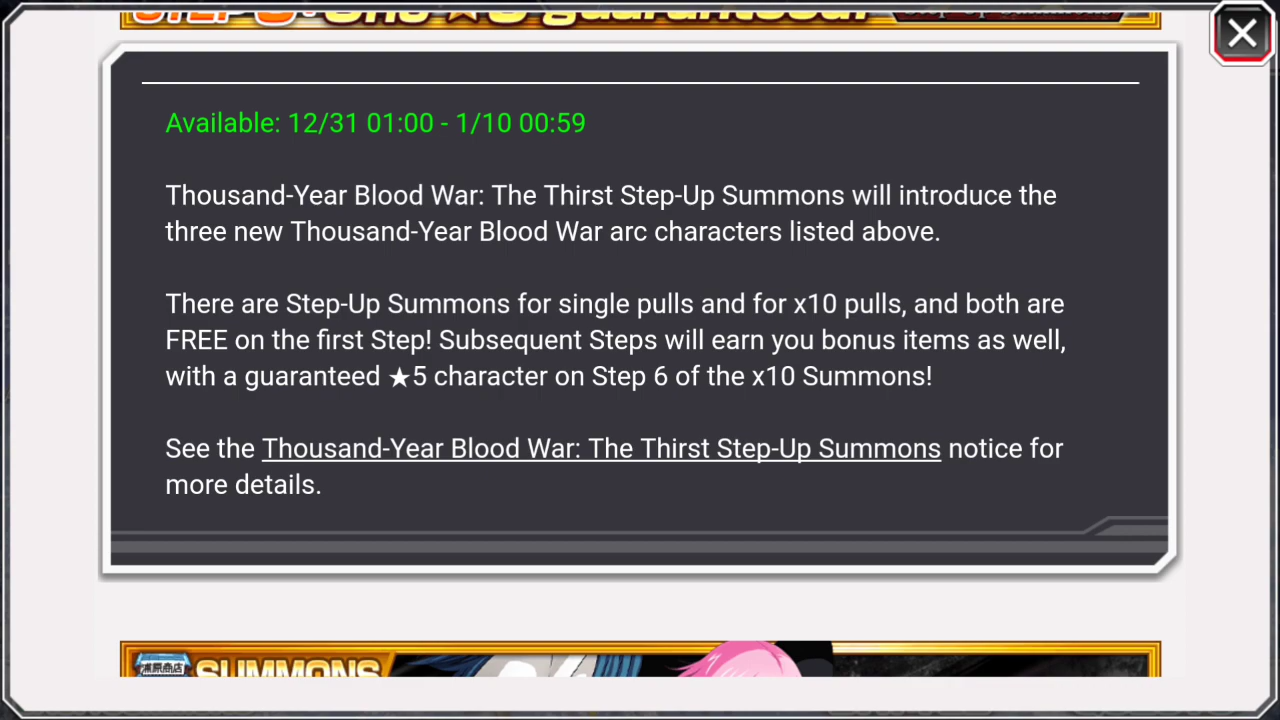 Available: 12/31 01:00 - 1/10 00:59
Thousand-Year Blood War: The Thirst Step-Up Summons will introduce the
three new Thousand-Year Blood War arc characters listed above.
There are Step-Up Summons for single pulls and for x10 pulls, and both are
FREE on the first Step! Subsequent Steps will earn you bonus items as well,
with a guaranteed ★5 character on Step 6 of the x10 Summons!
See the Thousand-Year Blood War: The Thirst Step-Up Summons notice for
more details.
浦原商店 SUMMONS